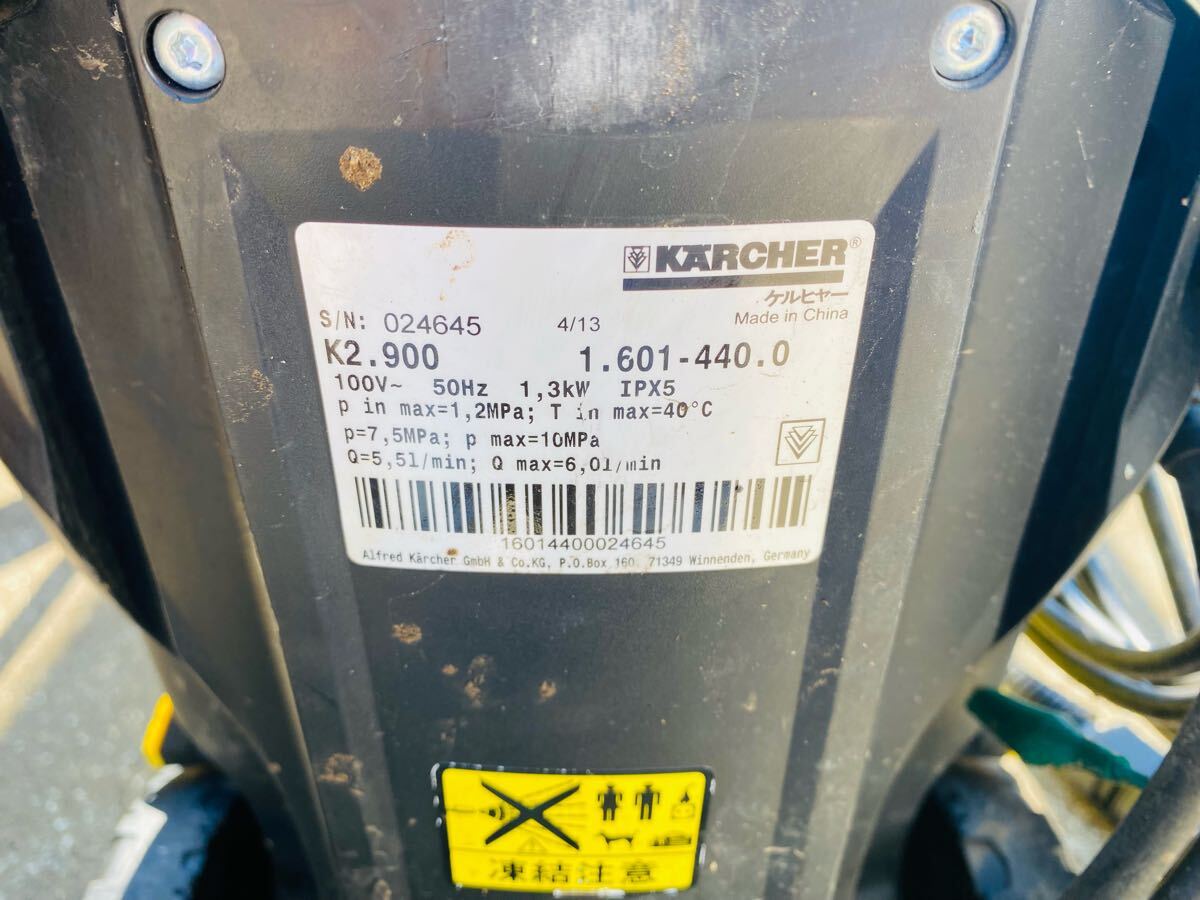 KÄRCHER®
ケルヒャー
Made in China
S/N: 024645 4/13
K2.900 1.601-440.0
100V~ 50Hz 1,3kW IPX5
p in max=1,2MPa; T in max=40°C
p=7,5MPa; p max=10MPa
Q=5,5l/min; Q max=6,0l/min
16014400024645
Alfred Kärcher GmbH & Co.KG, P.O.Box 160, 71349 Winnenden, Germany
凍結注意